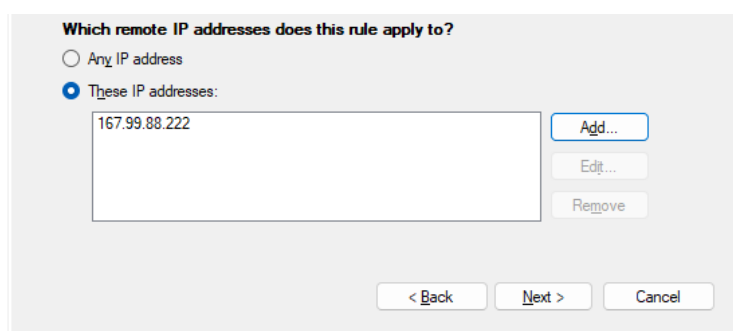 Which remote IP addresses does this rule apply to?
Any IP address
These IP addresses:
167.99.88.222
Add...
Edit...
Remove
< Back
Next >
Cancel